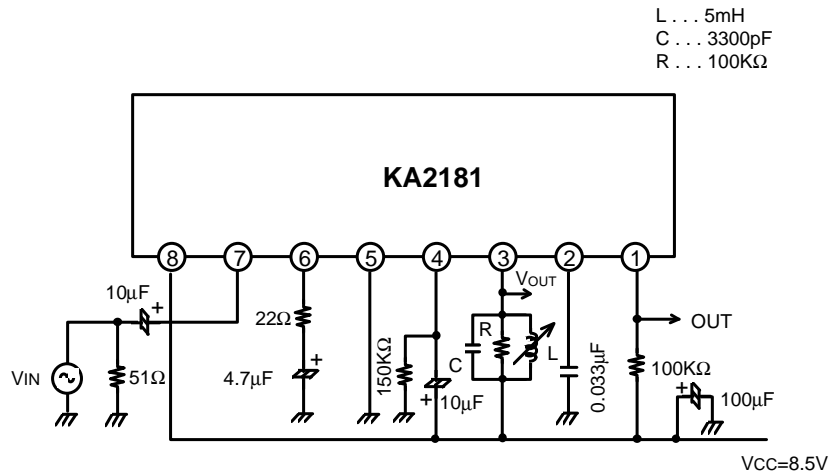 L . . . 5mH
C . . . 3300pF
R . . . 100KΩ
KA2181
8 7 6 5 4 3 2 1
VOUT
10μF
+
OUT
22Ω
R
150KΩ
C
L
0.033μF
100KΩ
VIN
51Ω
4.7μF
+
+
10μF
+
100μF
VCC=8.5V